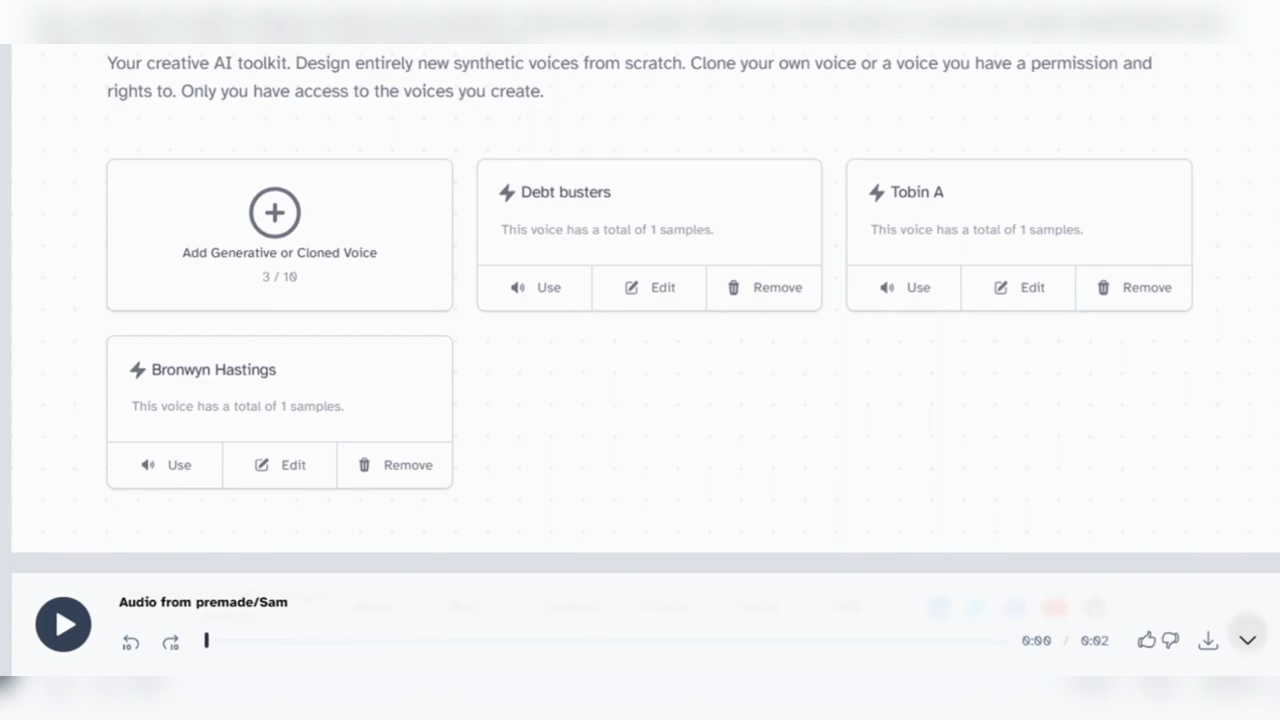 Your creative AI toolkit. Design entirely new synthetic voices from scratch. Clone your own voice or a voice you have a permission and
rights to. Only you have access to the voices you create.
Add Generative or Cloned Voice
3 / 10
Debt busters
This voice has a total of 1 samples.
Use Edit Remove
Tobin A
This voice has a total of 1 samples.
Use Edit Remove
Bronwyn Hastings
This voice has a total of 1 samples.
Use Edit Remove
Audio from premade/Sam
10 10
0:00 / 0:02